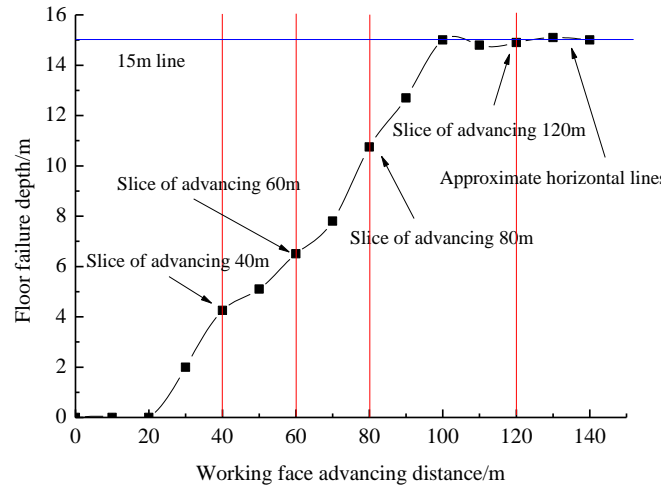 16
14
12
10
8
6
4
2
0
Floor failure depth/m
15m line
Slice of advancing 120m
Approximate horizontal lines
Slice of advancing 60m
Slice of advancing 80m
Slice of advancing 40m
0 20 40 60 80 100 120 140
Working face advancing distance/m